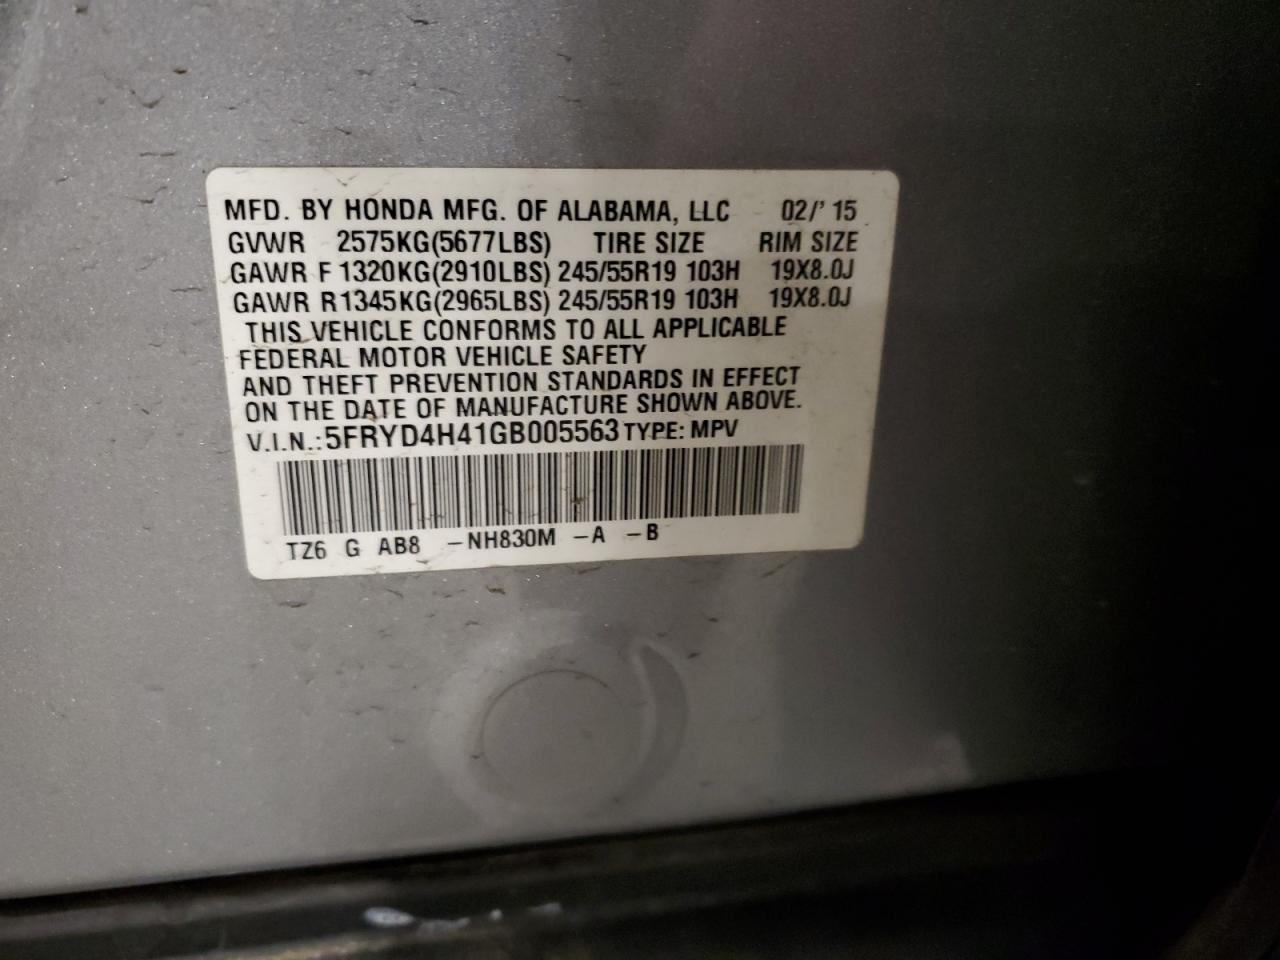 MFD. BY HONDA MFG. OF ALABAMA, LLC 02/' 15
GVWR 2575KG(5677LBS) TIRE SIZE RIM SIZE
GAWR F 1320KG(2910LBS) 245/55R19 103H 19X8.0J
GAWR R1345KG(2965LBS) 245/55R19 103H 19X8.0J
THIS VEHICLE CONFORMS TO ALL APPLICABLE
FEDERAL MOTOR VEHICLE SAFETY
AND THEFT PREVENTION STANDARDS IN EFFECT
ON THE DATE OF MANUFACTURE SHOWN ABOVE.
V.I.N.: 5FRYD4H41GB005563 TYPE: MPV
TZ6 G AB8 -NH830M -A -B